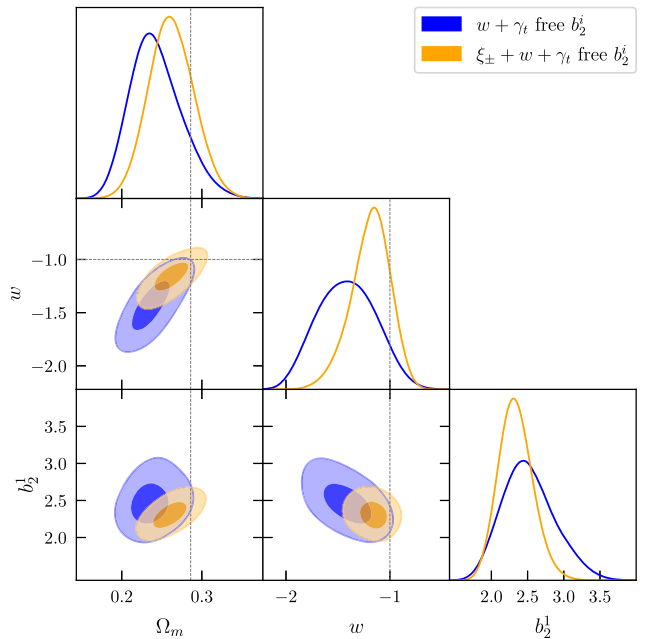 w + γ_t free b_2^i
ξ_± + w + γ_t free b_2^i
w
−1.0
−1.5
−2.0
b_2^1
3.5
3.0
2.5
2.0
0.2 0.3 −2 −1 2.0 2.5 3.0 3.5
Ω_m w b_2^1